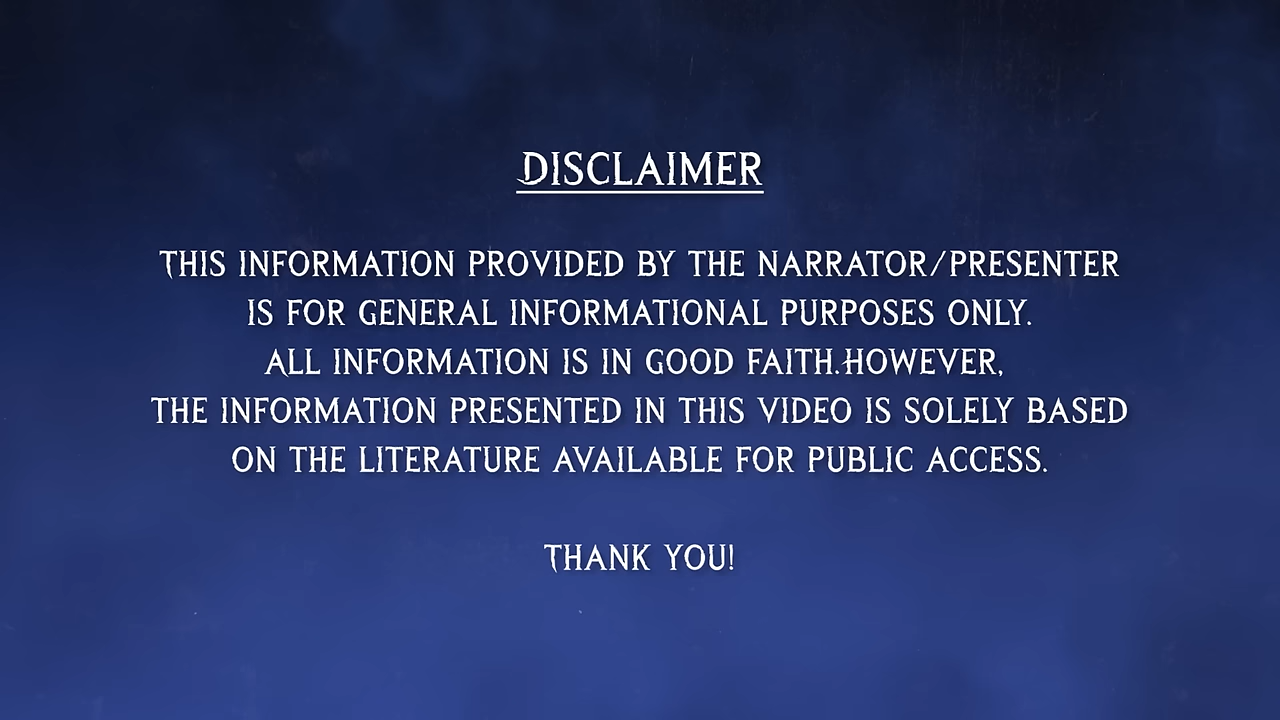 DISCLAIMER
THIS INFORMATION PROVIDED BY THE NARRATOR/PRESENTER
IS FOR GENERAL INFORMATIONAL PURPOSES ONLY.
ALL INFORMATION IS IN GOOD FAITH.HOWEVER,
THE INFORMATION PRESENTED IN THIS VIDEO IS SOLELY BASED
ON THE LITERATURE AVAILABLE FOR PUBLIC ACCESS.
THANK YOU!